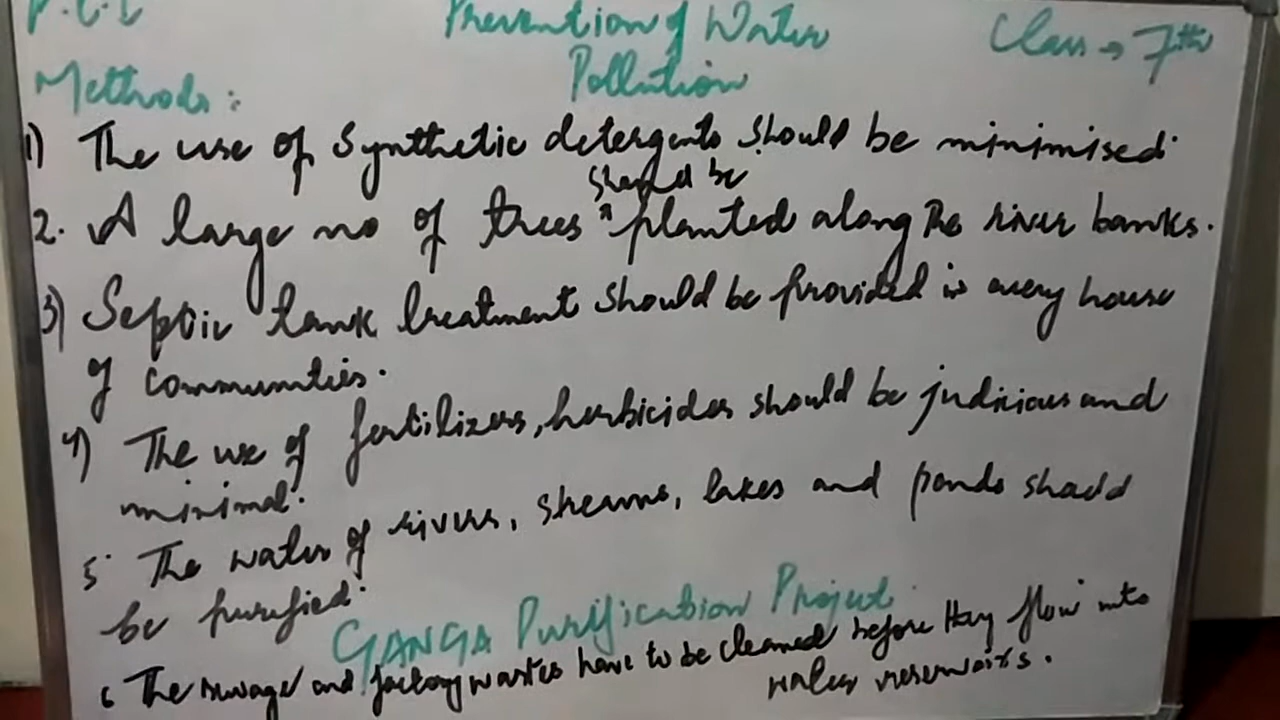 Prevention of Water Class → 7th
Pollution
Methods:
1) The use of Synthetic detergents should be minimised.
should be
2. A large no of trees ^ planted along the river banks.
3) Septic tank treatment should be provided in every house
of communities.
4) The use of fertilizers, herbicides should be judicious and
minimal.
5. The water of rivers, streams, lakes and ponds should
be purified.
GANGA Purification Project.
6 The sewage and factory wastes have to be cleaned before they flow into
water reservoirs.